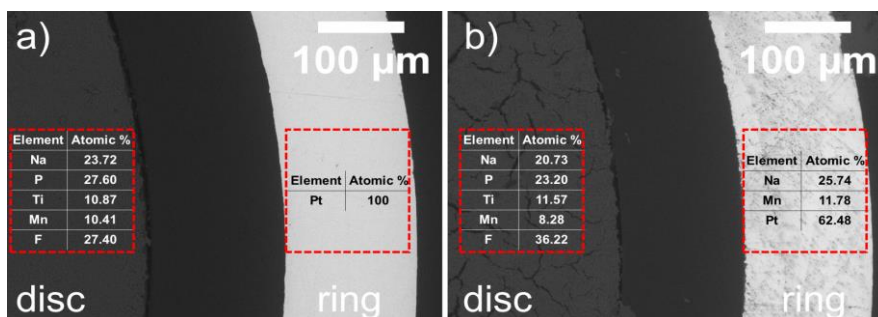 a)
100 µm
Element Atomic %
Na 23.72
P 27.60
Ti 10.87
Mn 10.41
F 27.40
Element Atomic %
Pt 100
disc
ring
b)
100 µm
Element Atomic %
Na 20.73
P 23.20
Ti 11.57
Mn 8.28
F 36.22
Element Atomic %
Na 25.74
Mn 11.78
Pt 62.48
disc
ring